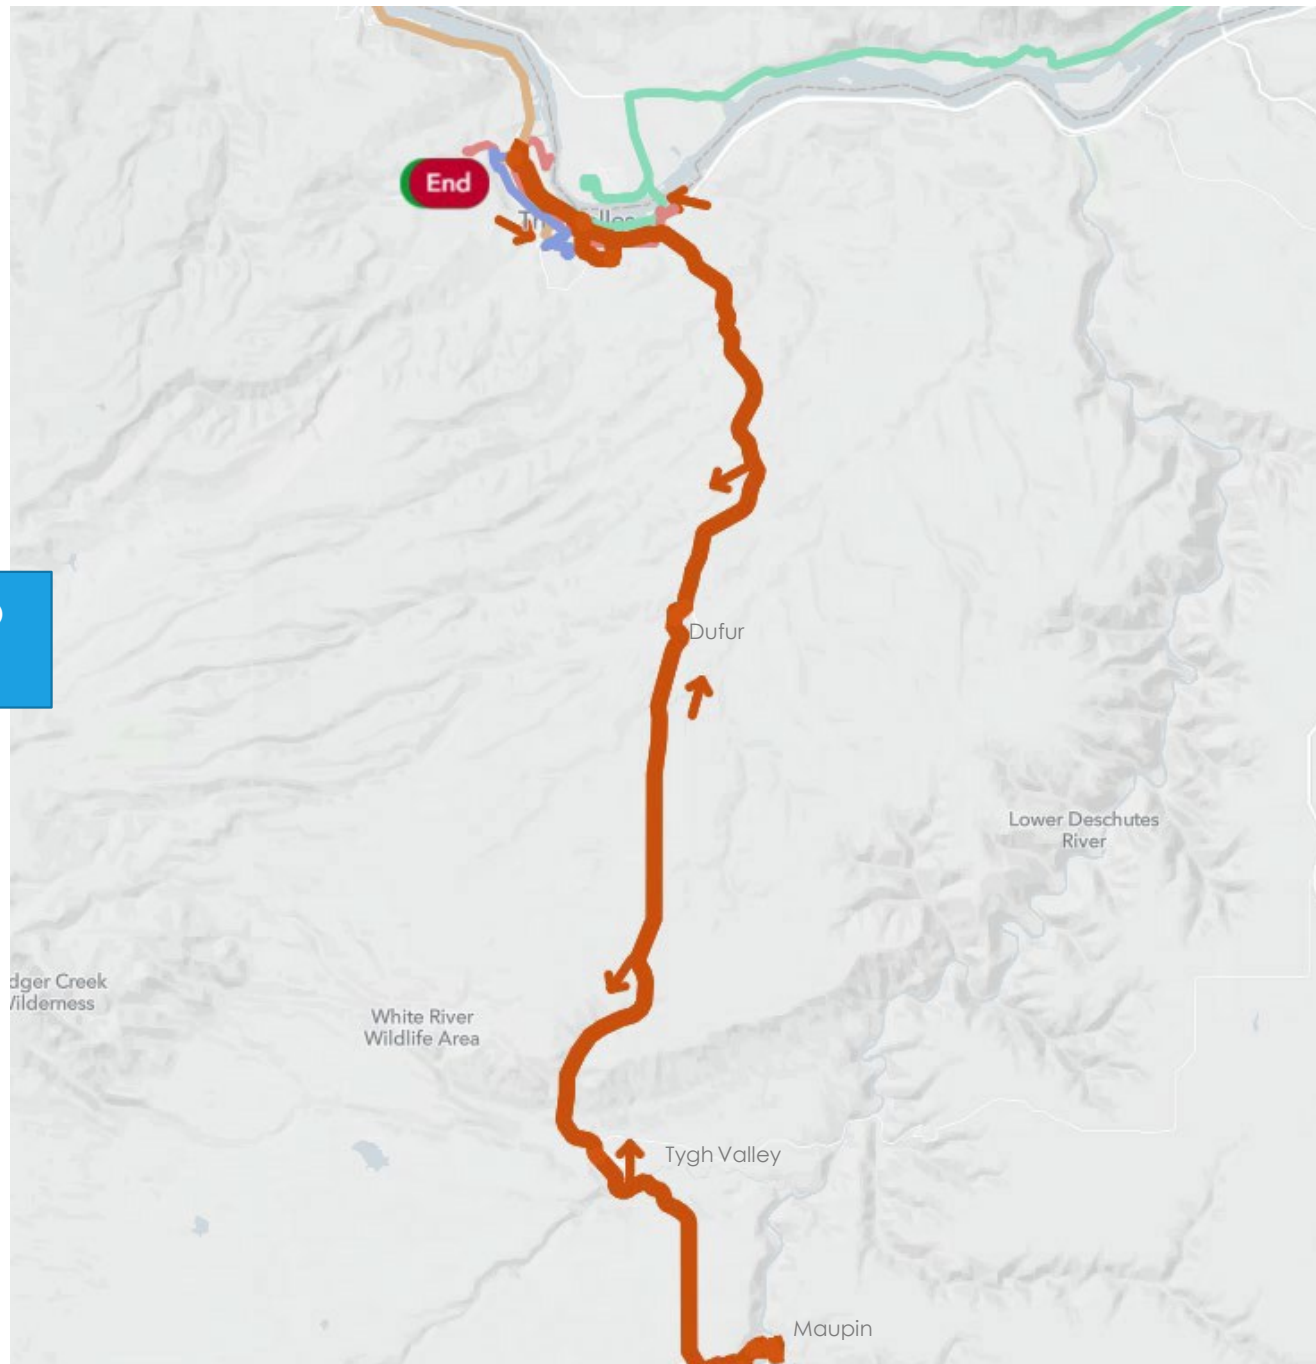 End
Dufur
Lower Deschutes
River
White River
Wildlife Area
Tygh Valley
Maupin